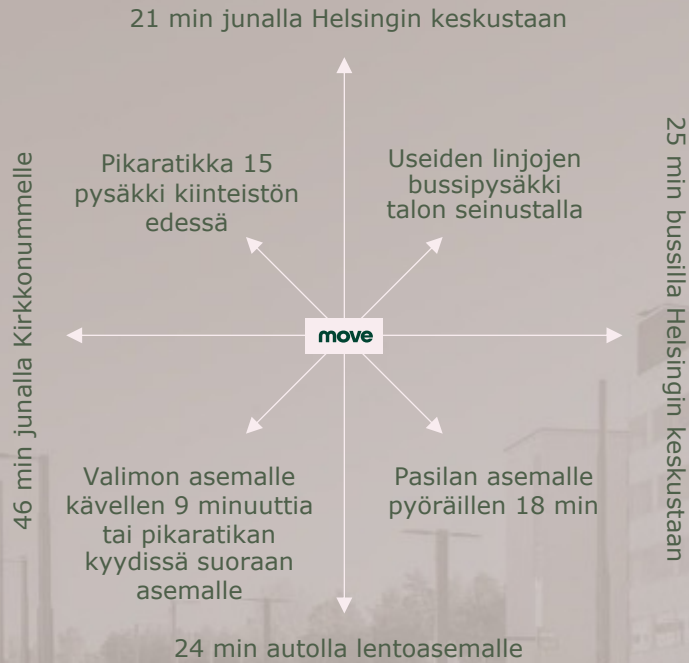 21 min junalla Helsingin keskustaan
46 min junalla Kirkkonummelle
Pikaratikka 15
pysäkki kiinteistön
edessä
Useiden linjojen
bussipysäkki
talon seinustalla
25 min bussilla Helsingin keskustaan
move
Valimon asemalle
kävellen 9 minuuttia
tai pikaratikan
kyydissä suoraan
asemalle
Pasilan asemalle
pyöräillen 18 min
24 min autolla lentoasemalle